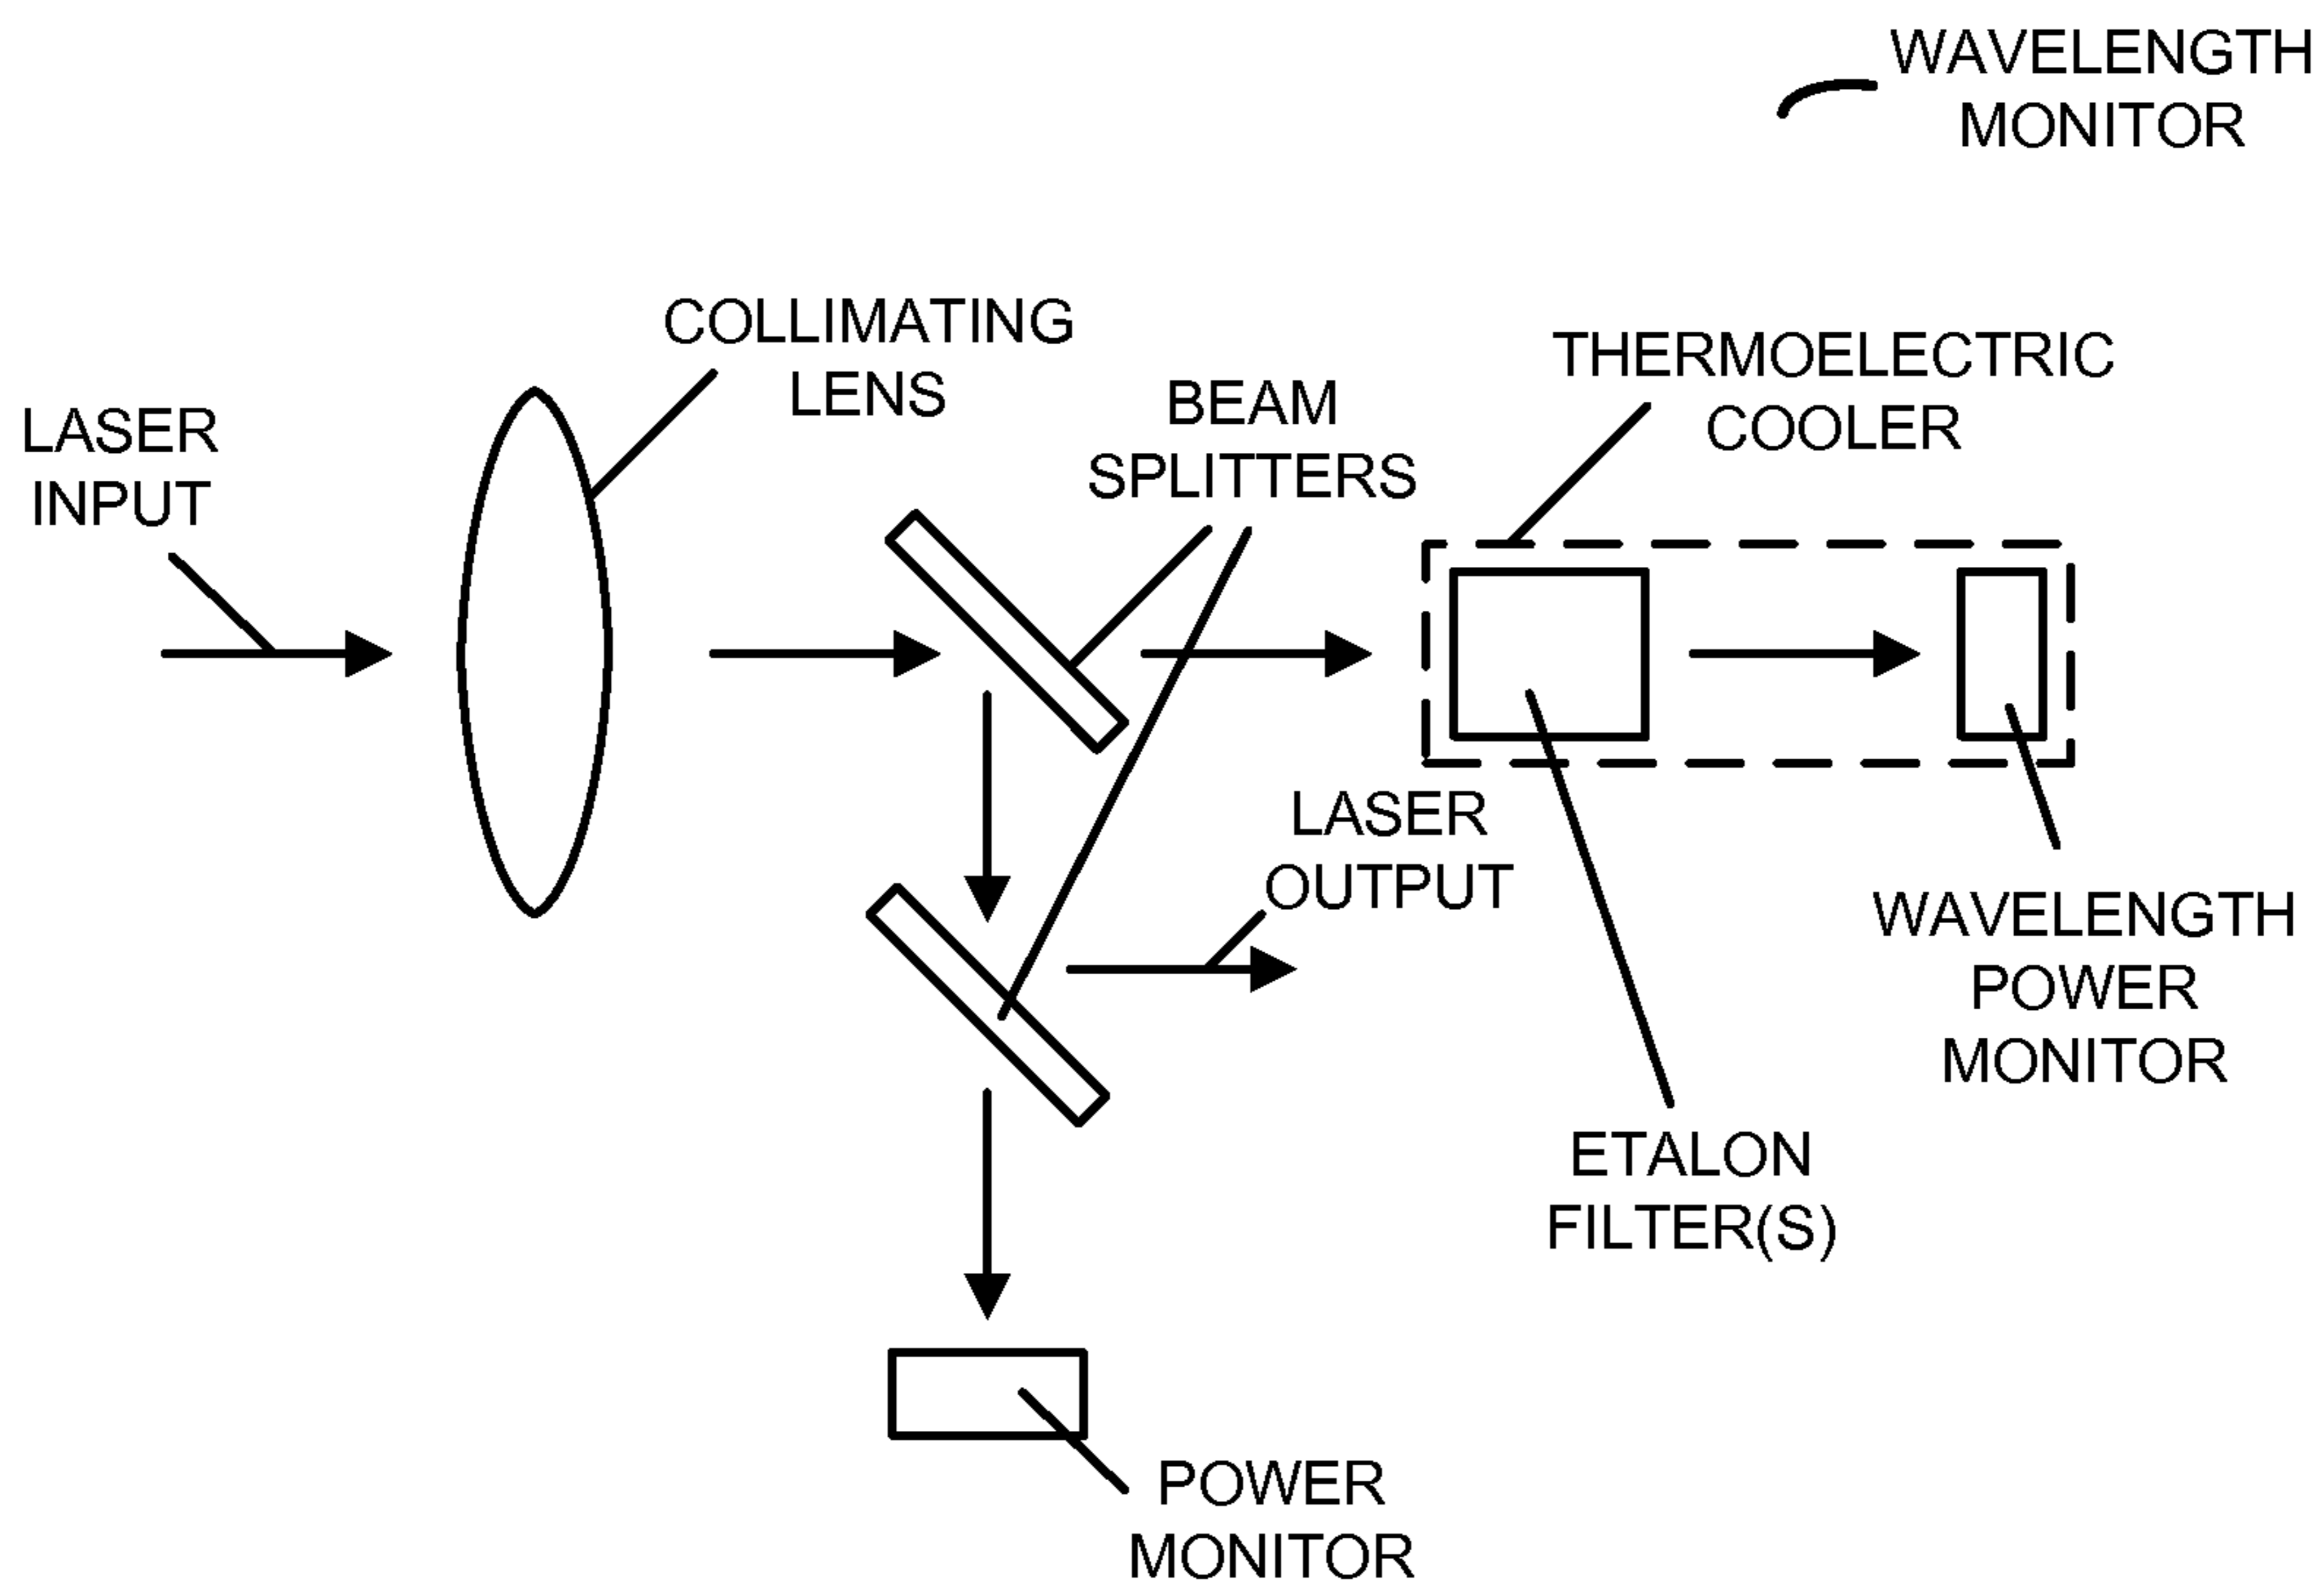 WAVELENGTH
MONITOR
COLLIMATING
LENS
THERMOELECTRIC
COOLER
BEAM
SPLITTERS
LASER
INPUT
LASER
OUTPUT
WAVELENGTH
POWER
MONITOR
ETALON
FILTER(S)
POWER
MONITOR